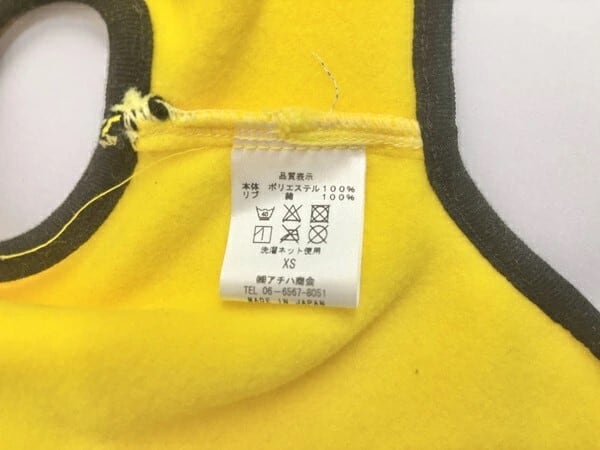 品質表示
本体 ポリエステル100%
リブ 綿 100%
40
洗濯ネット使用
XS
㈱アチハ商会
TEL 06-6567-8051
MADE IN JAPAN